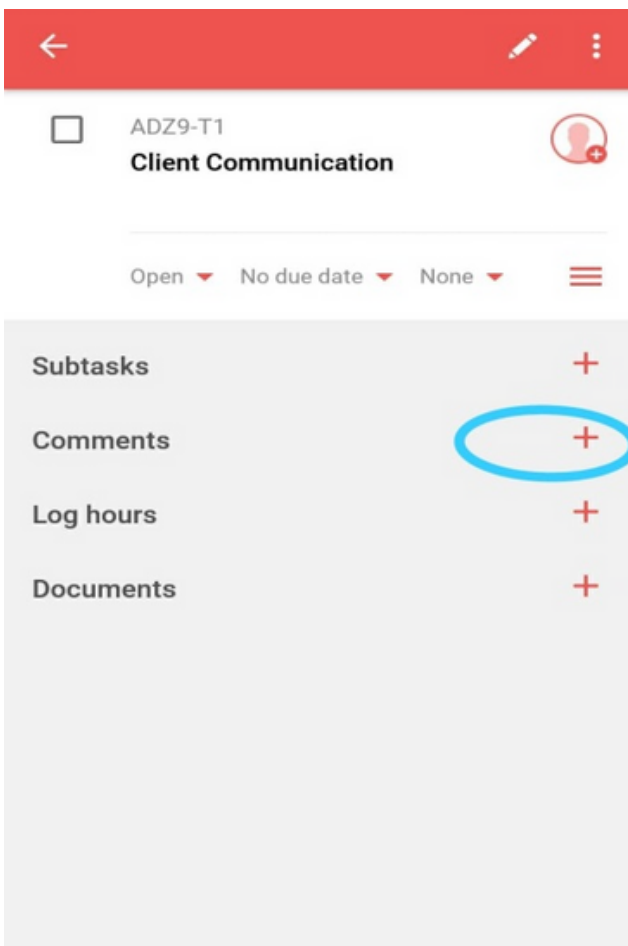 ADZ9-T1
Client Communication
Open No due date None
Subtasks
Comments
Log hours
Documents